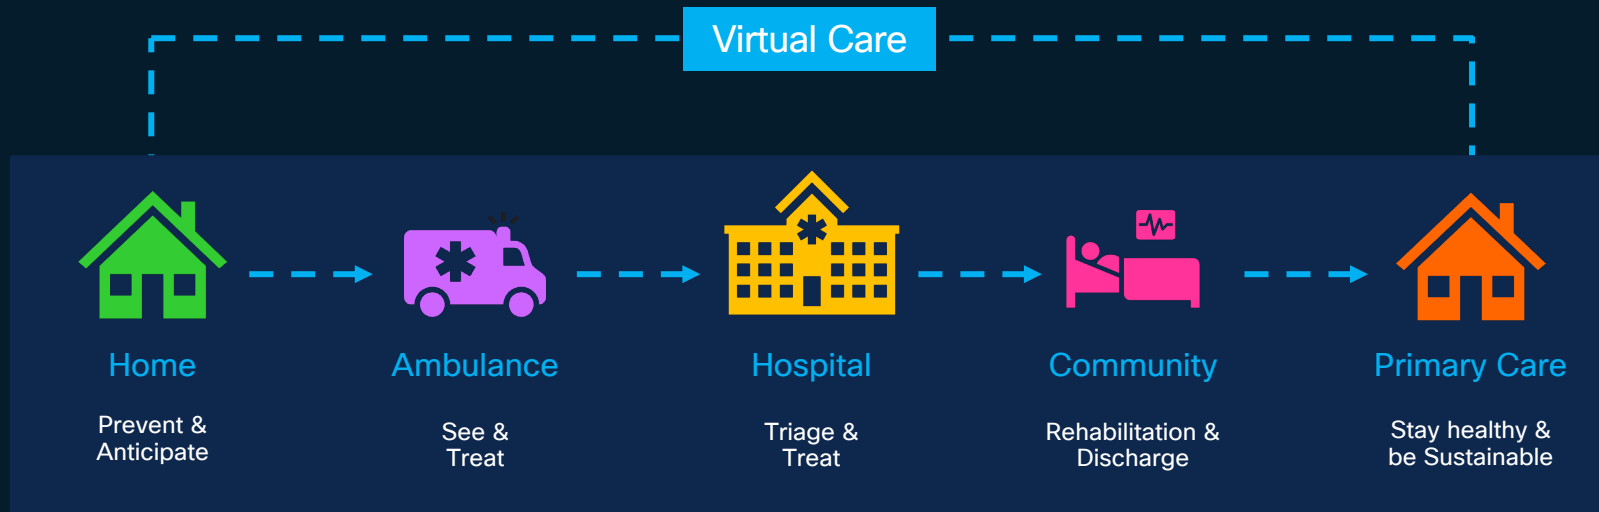 Virtual Care
Home
Prevent &
Anticipate
Ambulance
See &
Treat
Hospital
Triage &
Treat
Community
Rehabilitation &
Discharge
Primary Care
Stay healthy &
be Sustainable